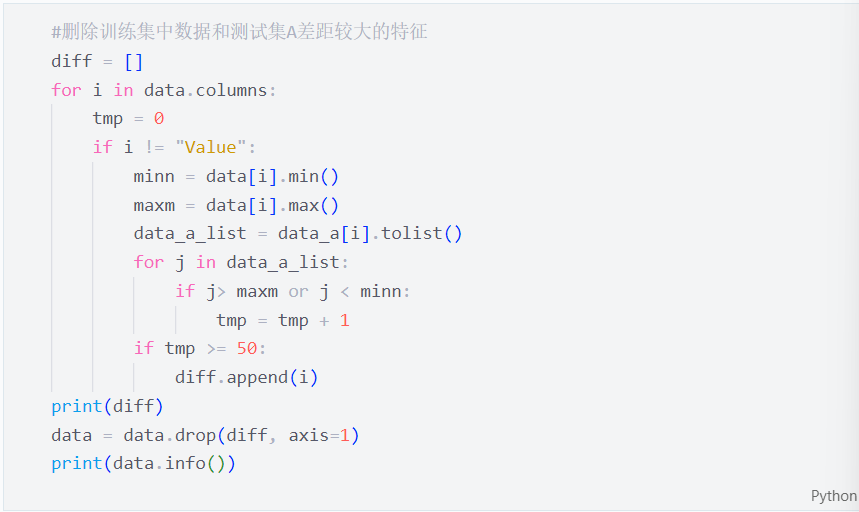 #删除训练集中数据和测试集A差距较大的特征
diff = []
for i in data.columns:
    tmp = 0
    if i != "Value":
        minn = data[i].min()
        maxm = data[i].max()
        data_a_list = data_a[i].tolist()
        for j in data_a_list:
            if j> maxm or j < minn:
                tmp = tmp + 1
        if tmp >= 50:
            diff.append(i)
print(diff)
data = data.drop(diff, axis=1)
print(data.info())
Python